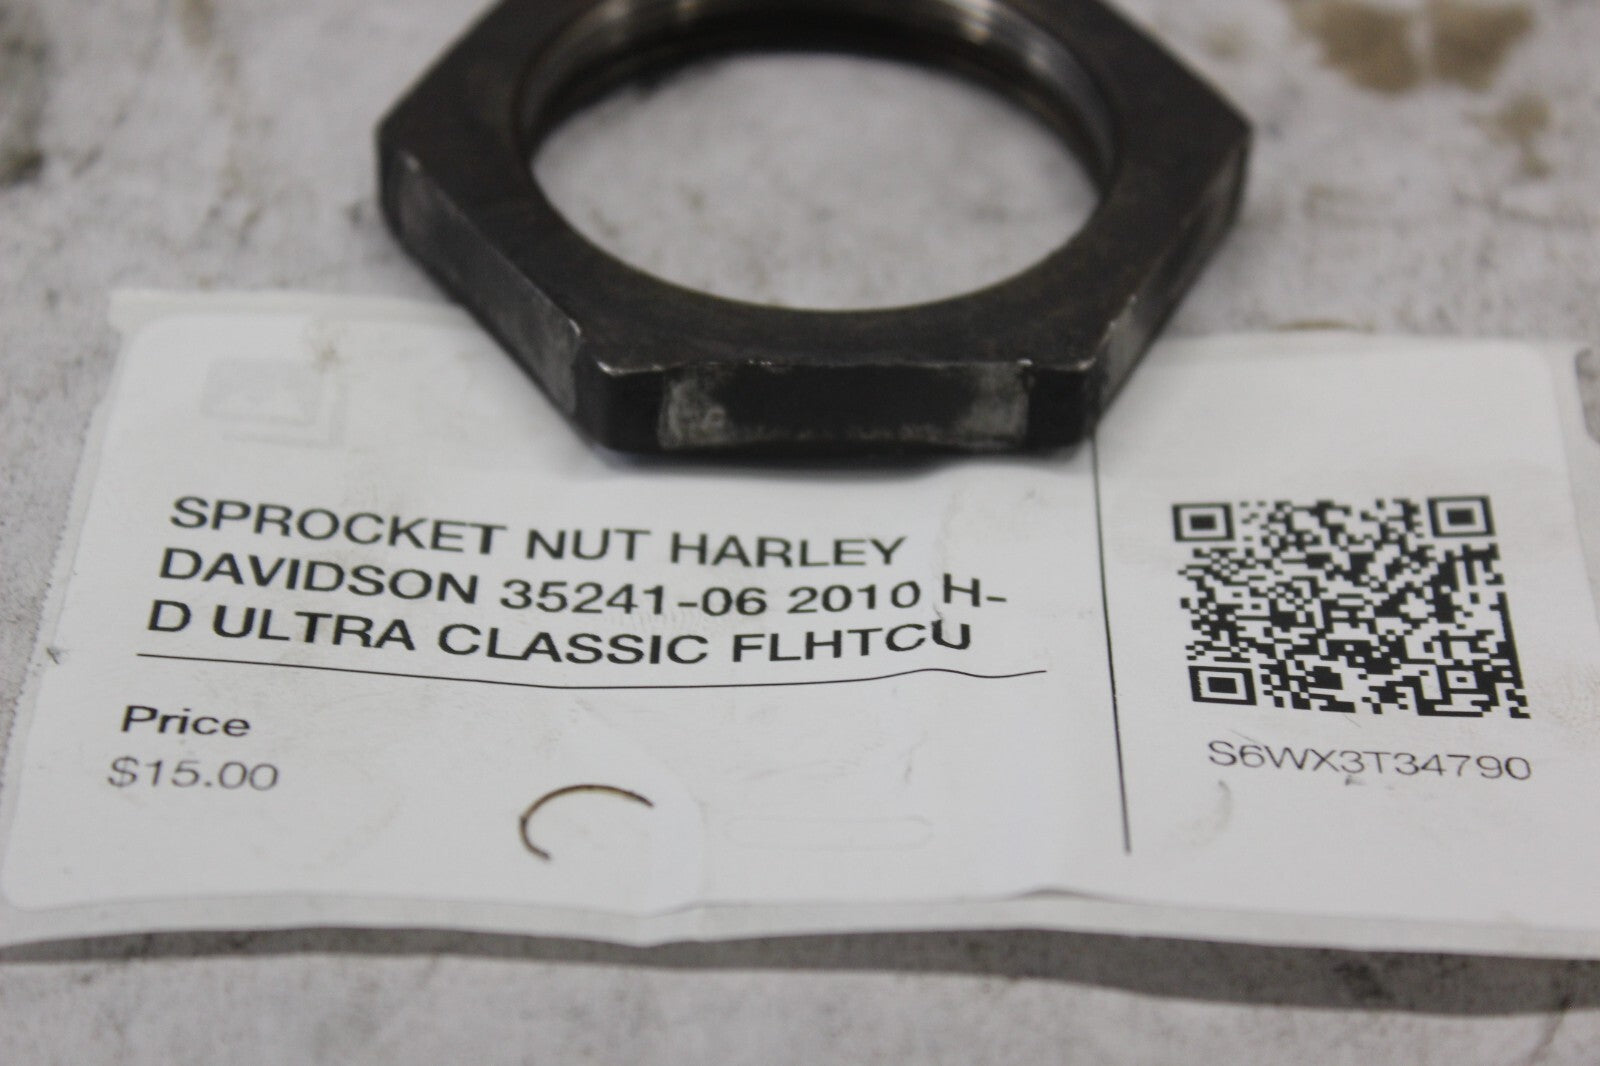 SPROCKET NUT HARLEY
DAVIDSON 35241-06 2010 H-
D ULTRA CLASSIC FLHTCU
Price
$15.00
S6WX3T34790